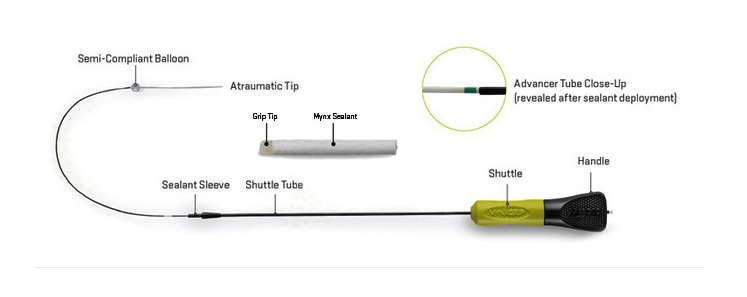 Semi-Compliant Balloon
Atraumatic Tip
Advancer Tube Close-Up
(revealed after sealant deployment)
Grip Tip
Mynx Sealant
Sealant Sleeve
Shuttle Tube
Shuttle
Handle